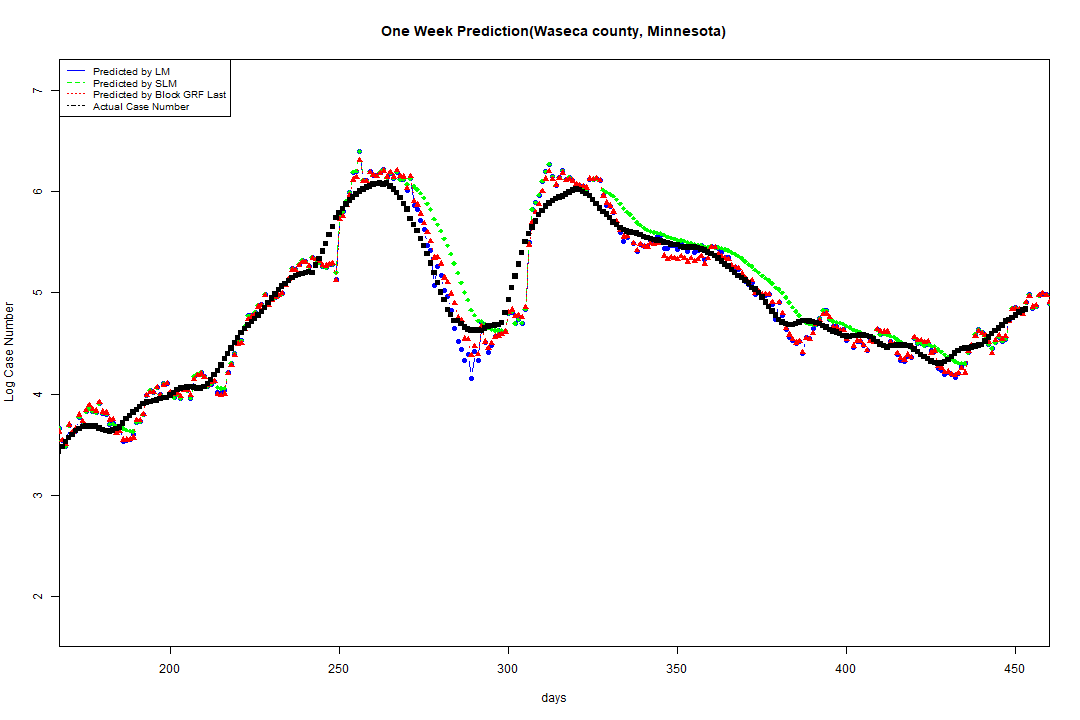 One Week Prediction(Waseca county, Minnesota)
Predicted by LM
Predicted by SLM
Predicted by Block GRF Last
Actual Case Number
7
6
5
4
3
2
Log Case Number
200 250 300 350 400 450
days